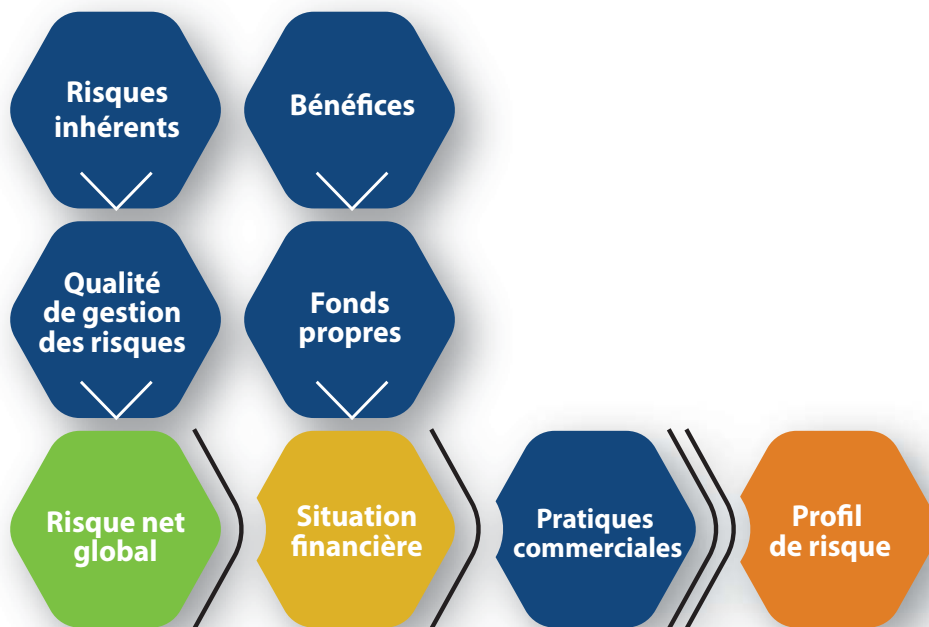 Risques
inhérents
Bénéfices
Qualité
de gestion
des risques
Fonds
propres
Risque net
global
Situation
financière
Pratiques
commerciales
Profil
de risque